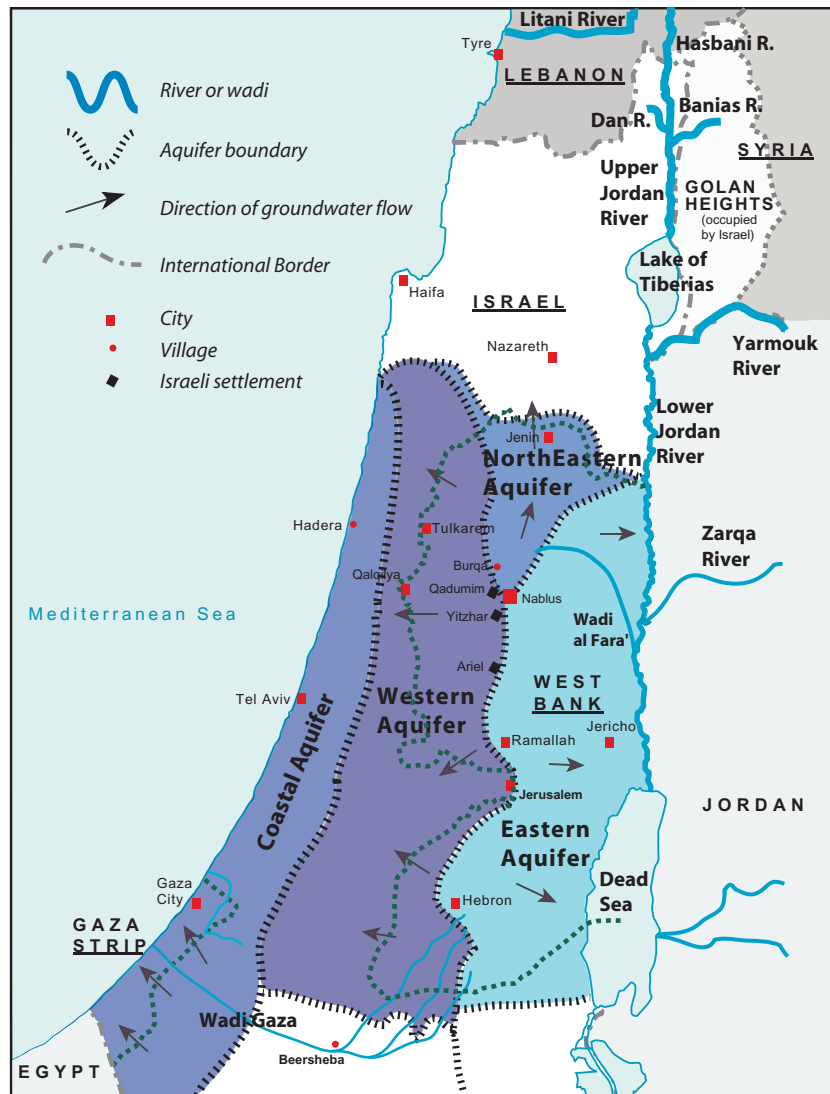 River or wadi
Aquifer boundary
Direction of groundwater flow
International Border
City
Village
Israeli settlement
Litani River
Tyre
LEBANON
Hasbani R.
Dan R.
Banias R.
SYRIA
Upper
Jordan
River
GOLAN
HEIGHTS
(occupied
by Israel)
Lake of
Tiberias
Haifa
ISRAEL
Nazareth
Yarmouk
River
Lower
Jordan
River
Jenin
NorthEastern
Aquifer
Hadera
Tulkarem
Zarqa
River
Burqa
Qalqilya
Qadumim
Nablus
Yitzhar
Wadi
al Fara'
Mediterranean Sea
Ariel
WEST
BANK
Tel Aviv
Western
Aquifer
Coastal Aquifer
Ramallah
Jericho
Jerusalem
JORDAN
Eastern
Aquifer
Gaza
City
Hebron
Dead
Sea
GAZA
STRIP
Wadi Gaza
Beersheba
EGYPT